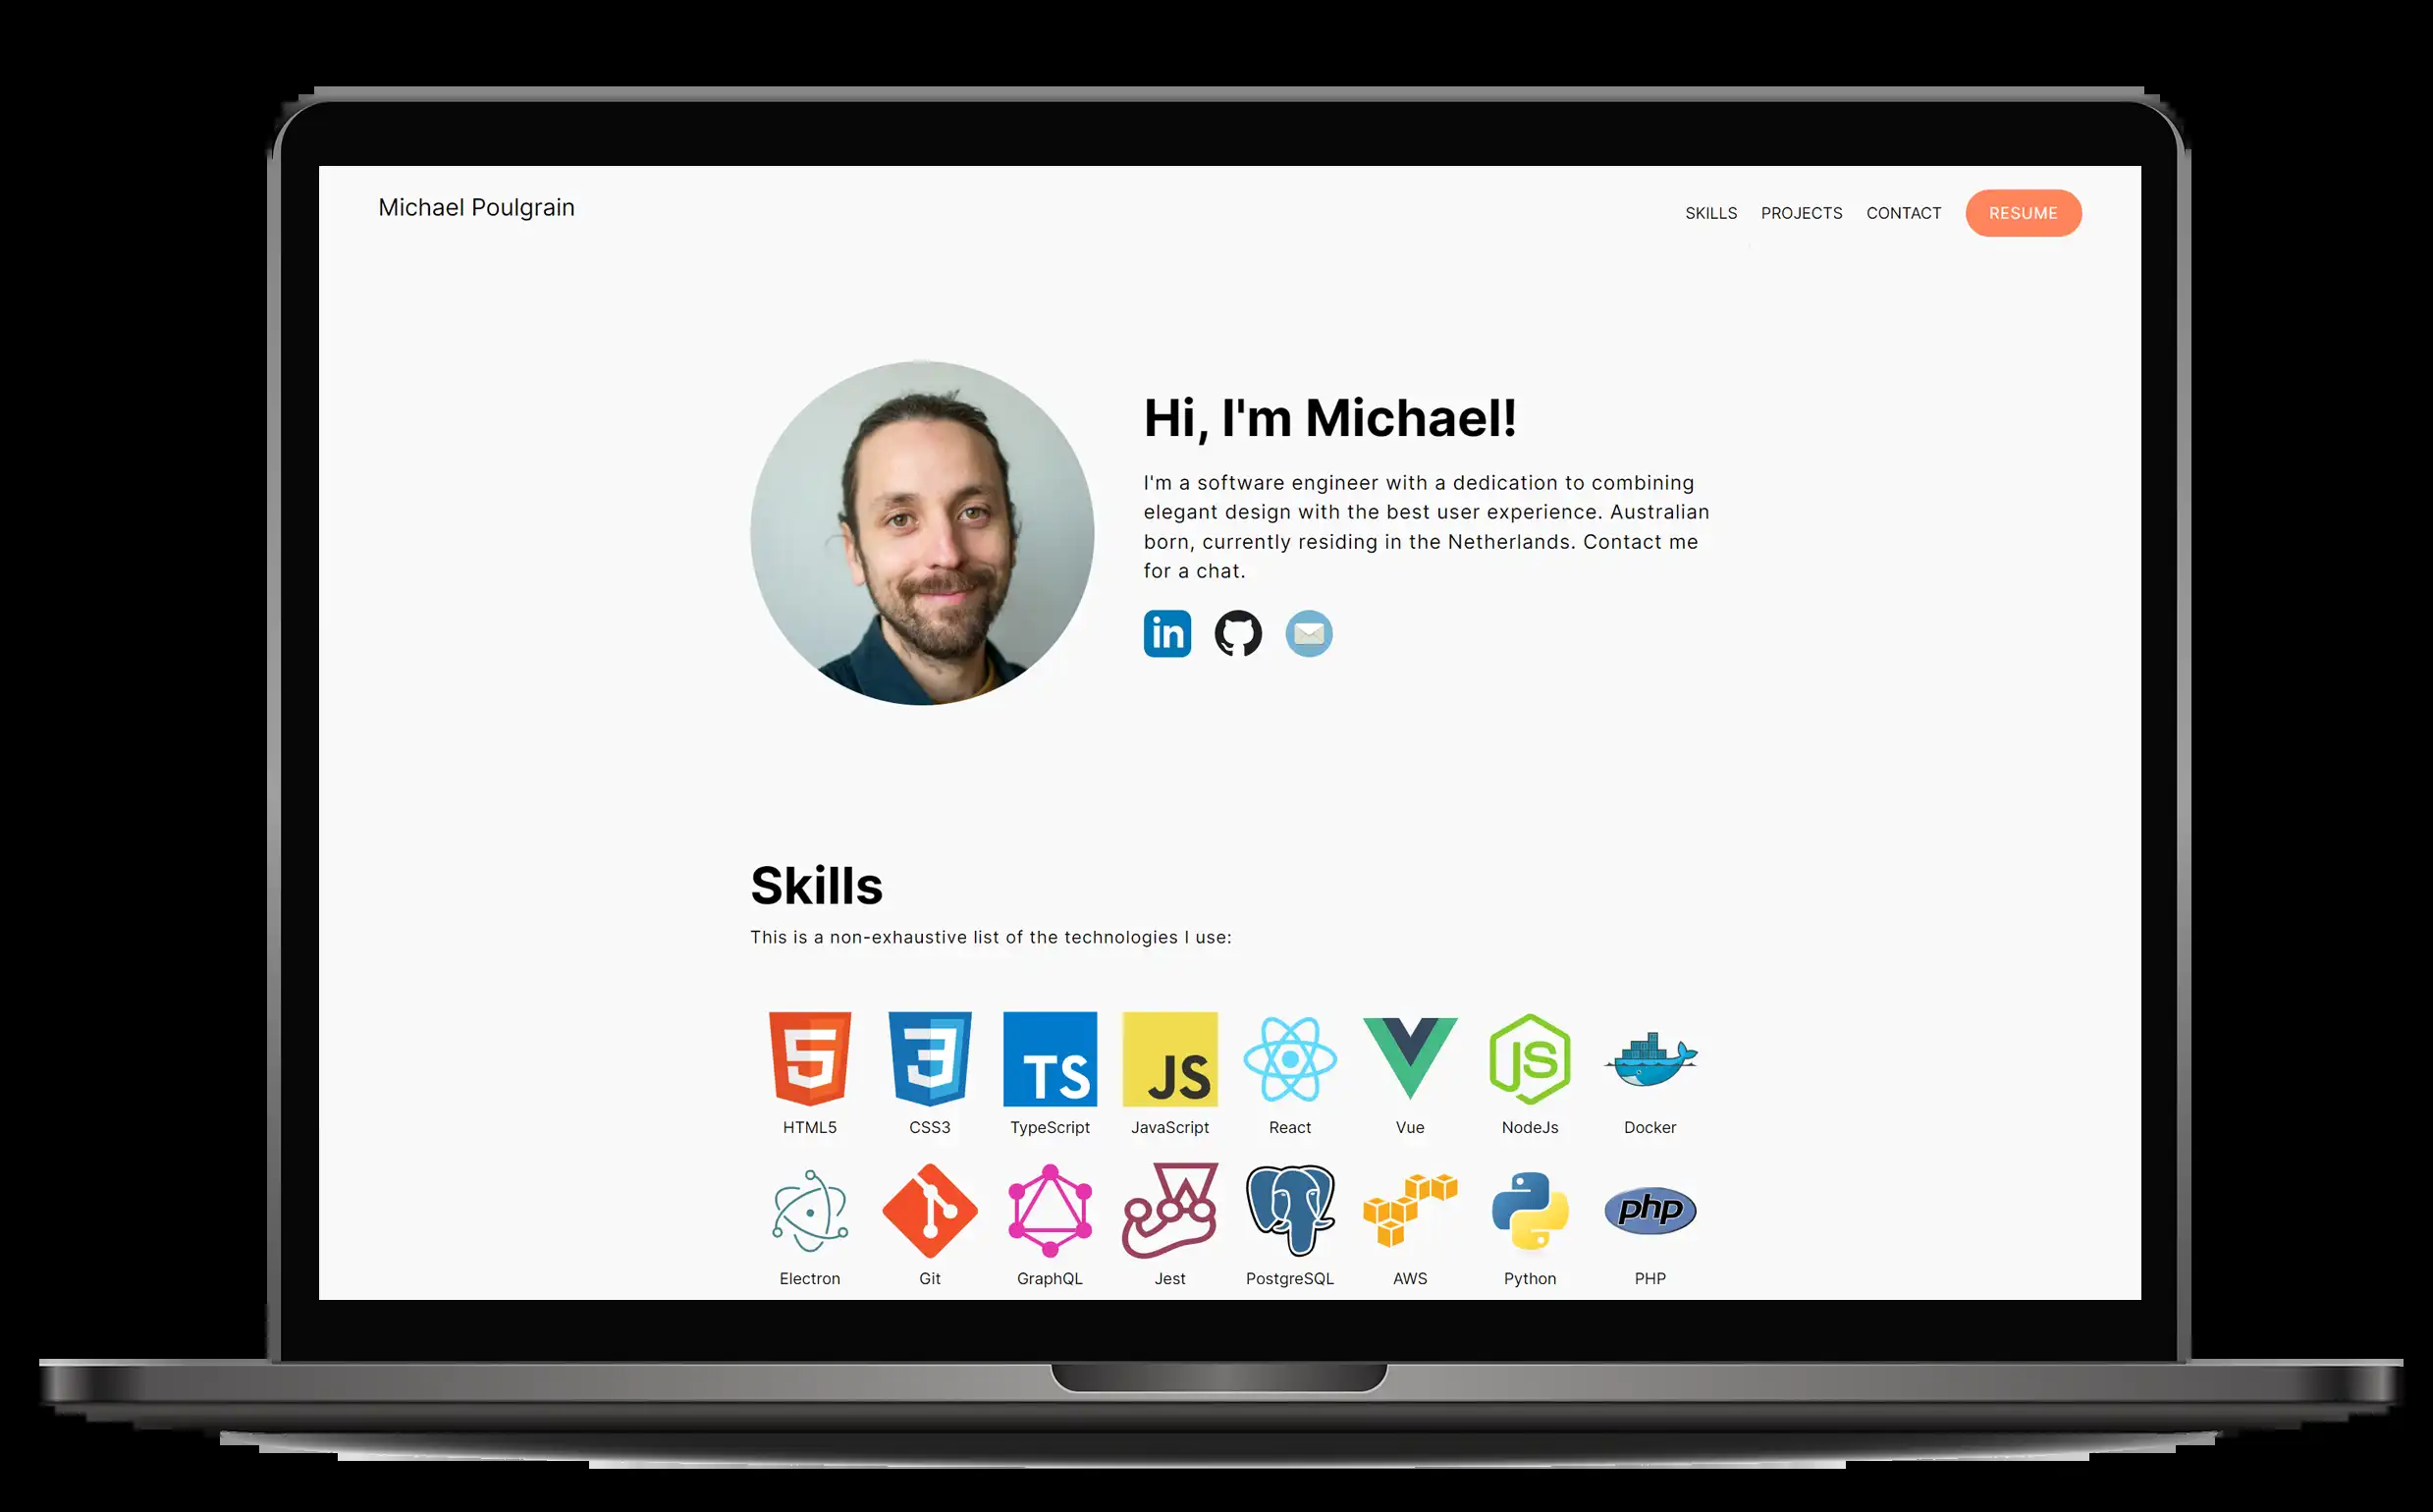 Michael Poulgrain
SKILLS PROJECTS CONTACT RESUME
Hi, I'm Michael!
I'm a software engineer with a dedication to combining
elegant design with the best user experience. Australian
born, currently residing in the Netherlands. Contact me
for a chat.
in
Skills
This is a non-exhaustive list of the technologies I use:
5 3 TS JS JS
HTML5 CSS3 TypeScript JavaScript React Vue NodeJs Docker
php
Electron Git GraphQL Jest PostgreSQL AWS Python PHP